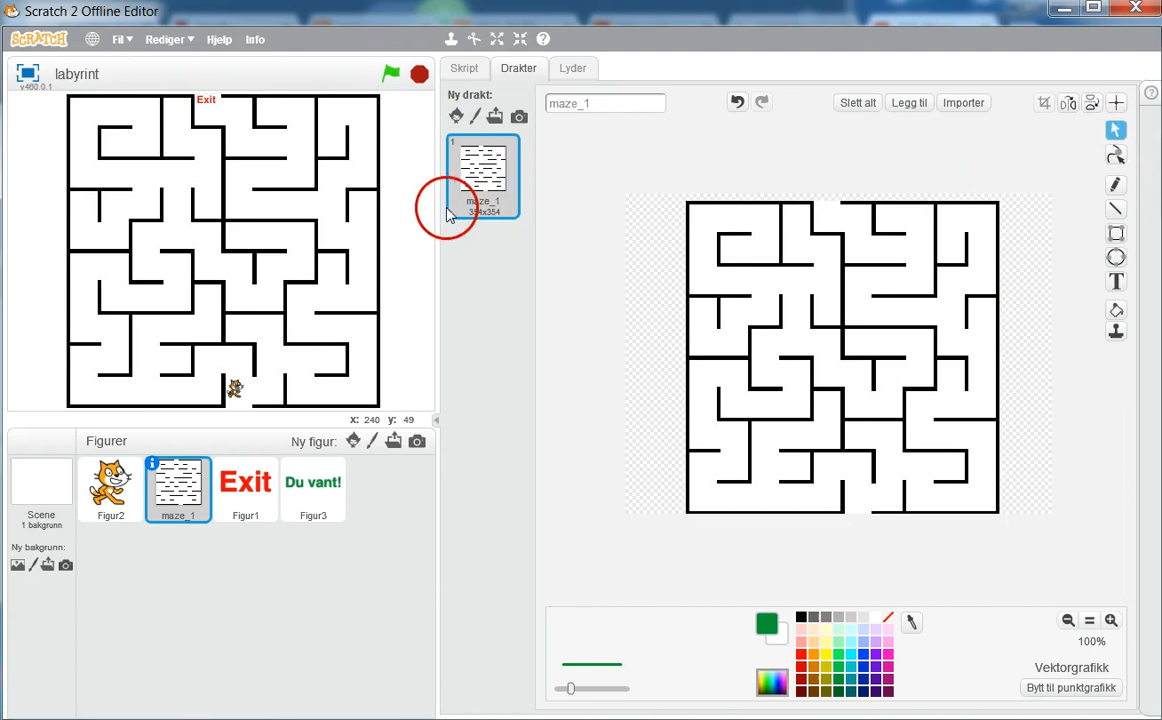 Scratch 2 Offline Editor
SCRATCH Fil Rediger Hjelp Info
labyrint
v460.0.1
Exit
x: 240 y: 49
Skript Drakter Lyder
Ny drakt:
1
maze_1
354x354
maze_1
Slett alt Legg til Importer
T
100%
Vektorgrafikk
Bytt til punktgrafikk
Figurer Ny figur:
Scene
1 bakgrunn
Ny bakgrunn:
Figur2
maze_1
Exit
Figur1
Du vant!
Figur3